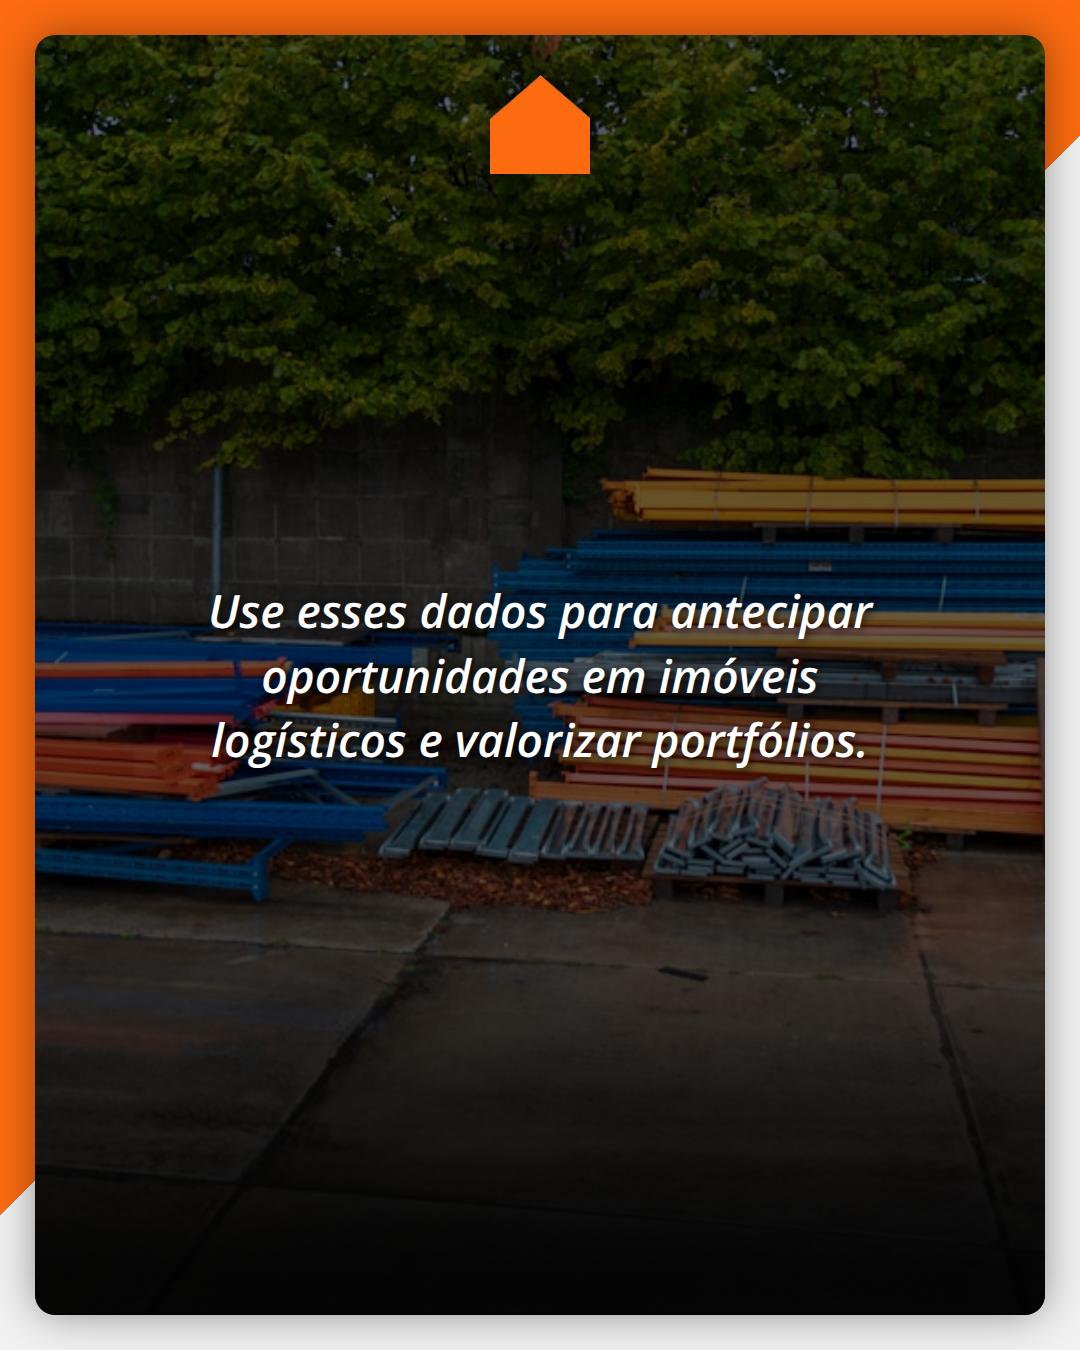 Use esses dados para antecipar
oportunidades em imóveis
logísticos e valorizar portfólios.